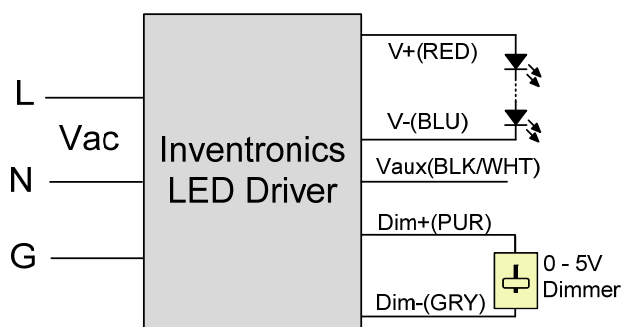 L
Vac
N
G
Inventronics
LED Driver
V+(RED)
V-(BLU)
Vaux(BLK/WHT)
Dim+(PUR)
Dim-(GRY)
0 - 5V
Dimmer